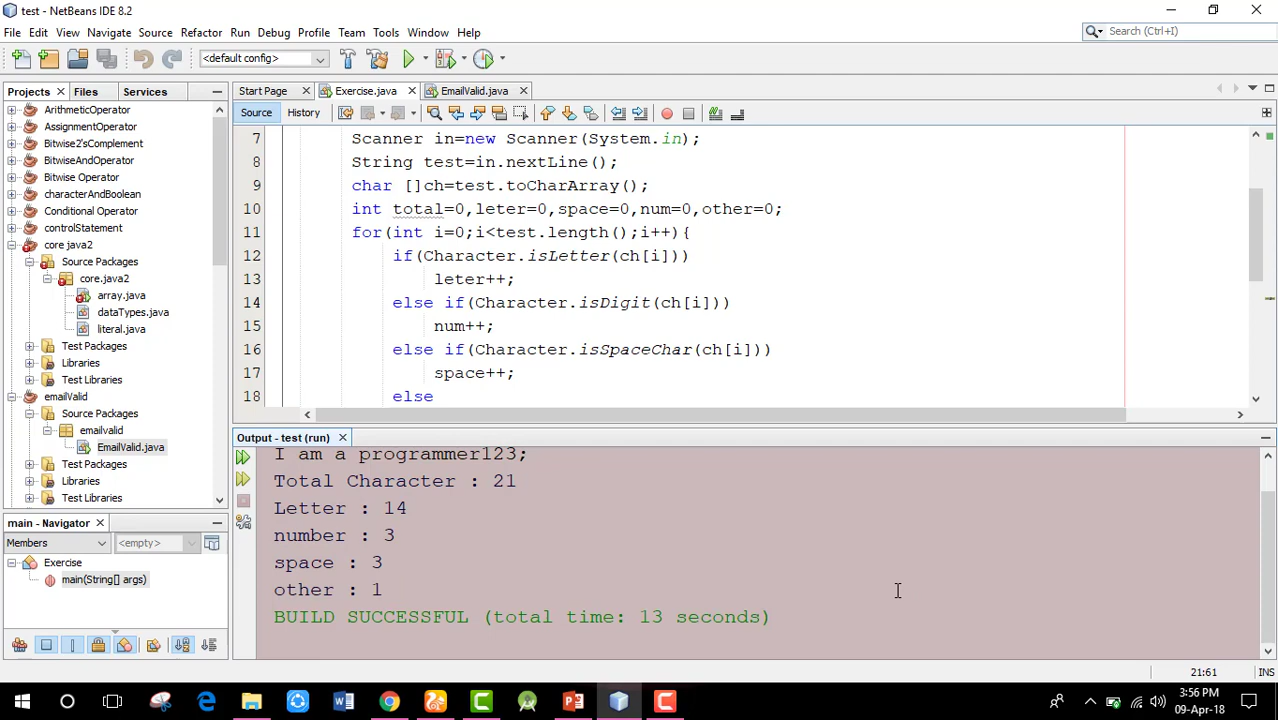 test - NetBeans IDE 8.2
File Edit View Navigate Source Refactor Run Debug Profile Team Tools Window Help
Search (Ctrl+I)
<default config>
Projects Files Services
Start Page Exercise.java EmailValid.java
Source History
ArithmeticOperator
AssignmentOperator
Bitwise2'sComplement
BitwiseAndOperator
Bitwise Operator
characterAndBoolean
Conditional Operator
controlStatement
core java2
Source Packages
core.java2
array.java
dataTypes.java
literal.java
Test Packages
Libraries
Test Libraries
emailValid
Source Packages
emailvalid
EmailValid.java
Test Packages
Libraries
Test Libraries
7 Scanner in=new Scanner(System.in);
8 String test=in.nextLine();
9 char []ch=test.toCharArray();
10 int total=0,leter=0,space=0,num=0,other=0;
11 for(int i=0;i<test.length();i++){
12 if(Character.isLetter(ch[i]))
13 leter++;
14 else if(Character.isDigit(ch[i]))
15 num++;
16 else if(Character.isSpaceChar(ch[i]))
17 space++;
18 else
Output - test (run)
I am a programmer123;
Total Character : 21
Letter : 14
number : 3
space : 3
other : 1
BUILD SUCCESSFUL (total time: 13 seconds)
main - Navigator
Members <empty>
Exercise
main(String[] args)
21:61 INS
3:56 PM
09-Apr-18